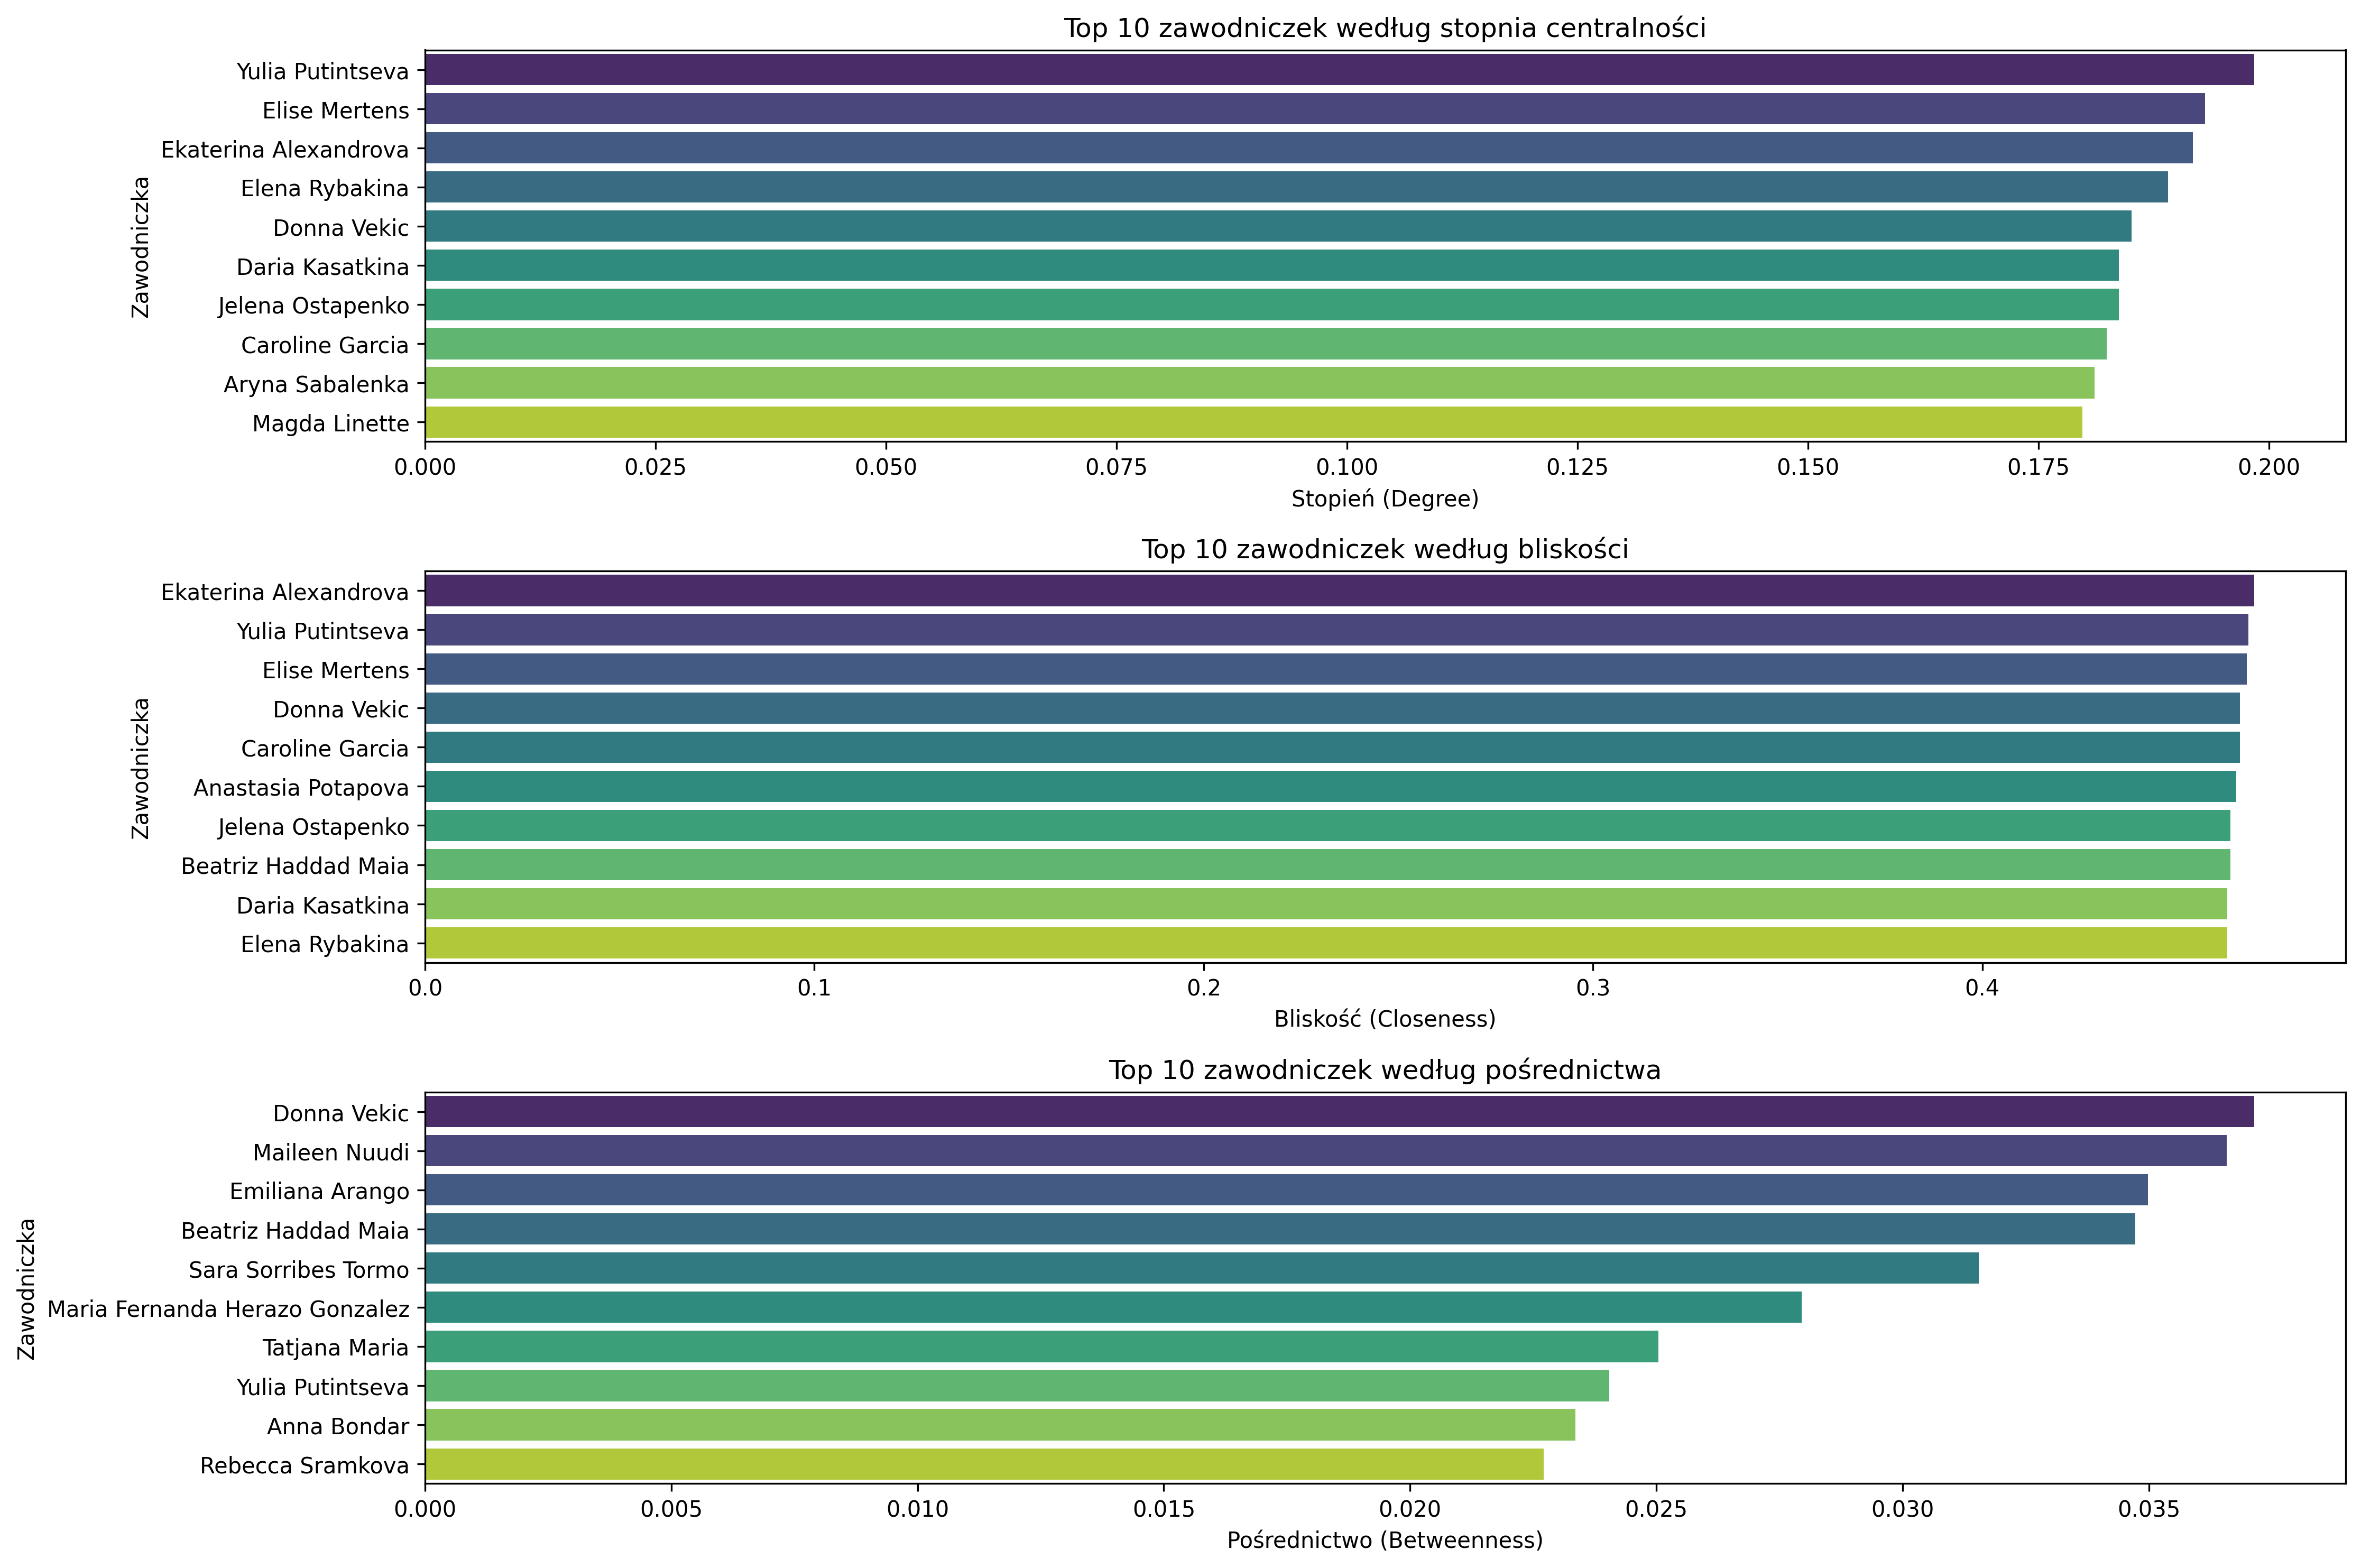 Top 10 zawodniczek według stopnia centralności
Zawodniczka
Yulia Putintseva
Elise Mertens
Ekaterina Alexandrova
Elena Rybakina
Donna Vekic
Daria Kasatkina
Jelena Ostapenko
Caroline Garcia
Aryna Sabalenka
Magda Linette
0.000 0.025 0.050 0.075 0.100 0.125 0.150 0.175 0.200
Stopień (Degree)
Top 10 zawodniczek według bliskości
Zawodniczka
Ekaterina Alexandrova
Yulia Putintseva
Elise Mertens
Donna Vekic
Caroline Garcia
Anastasia Potapova
Jelena Ostapenko
Beatriz Haddad Maia
Daria Kasatkina
Elena Rybakina
0.0 0.1 0.2 0.3 0.4
Bliskość (Closeness)
Top 10 zawodniczek według pośrednictwa
Zawodniczka
Donna Vekic
Maileen Nuudi
Emiliana Arango
Beatriz Haddad Maia
Sara Sorribes Tormo
Maria Fernanda Herazo Gonzalez
Tatjana Maria
Yulia Putintseva
Anna Bondar
Rebecca Sramkova
0.000 0.005 0.010 0.015 0.020 0.025 0.030 0.035
Pośrednictwo (Betweenness)